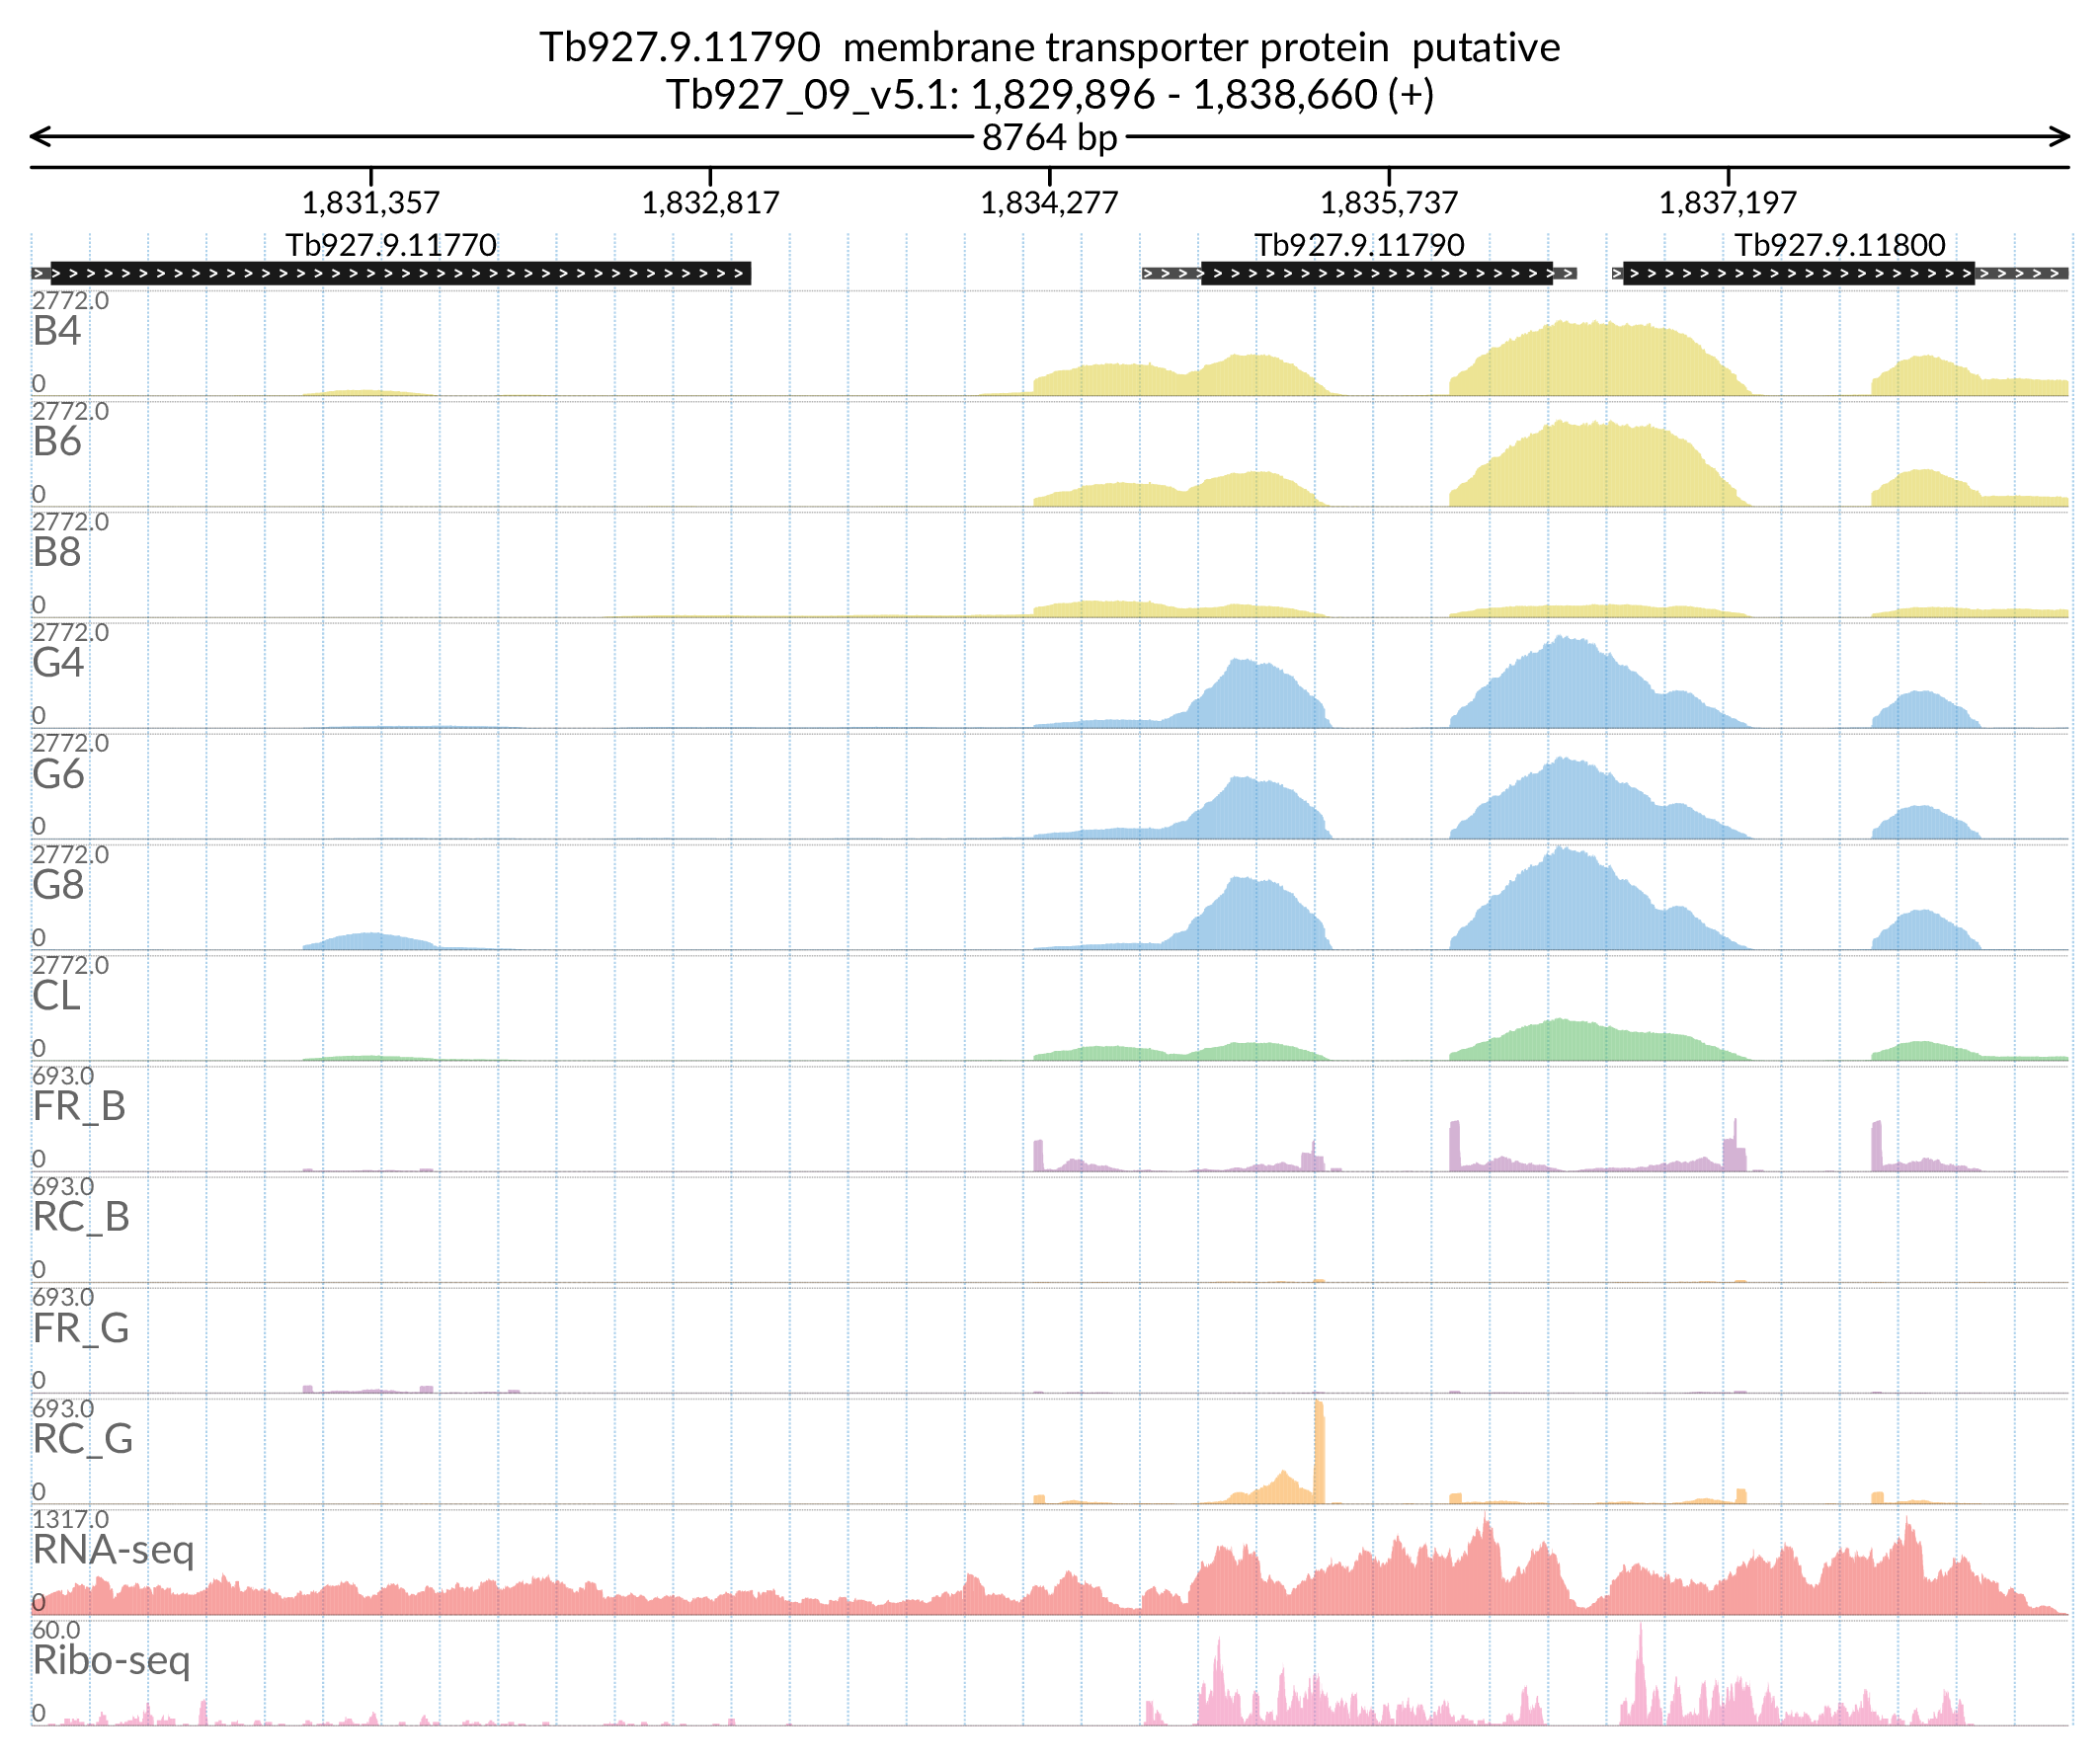 Tb927.9.11790  membrane transporter protein  putative
Tb927_09_v5.1: 1,829,896 - 1,838,660 (+)
8764 bp
1,831,357 1,832,817 1,834,277 1,835,737 1,837,197
Tb927.9.11770 Tb927.9.11790 Tb927.9.11800
2772.0
B4
0
2772.0
B6
0
2772.0
B8
0
2772.0
G4
0
2772.0
G6
0
2772.0
G8
0
2772.0
CL
0
693.0
FR_B
0
693.0
RC_B
0
693.0
FR_G
0
693.0
RC_G
0
1317.0
RNA-seq
0
60.0
Ribo-seq
0